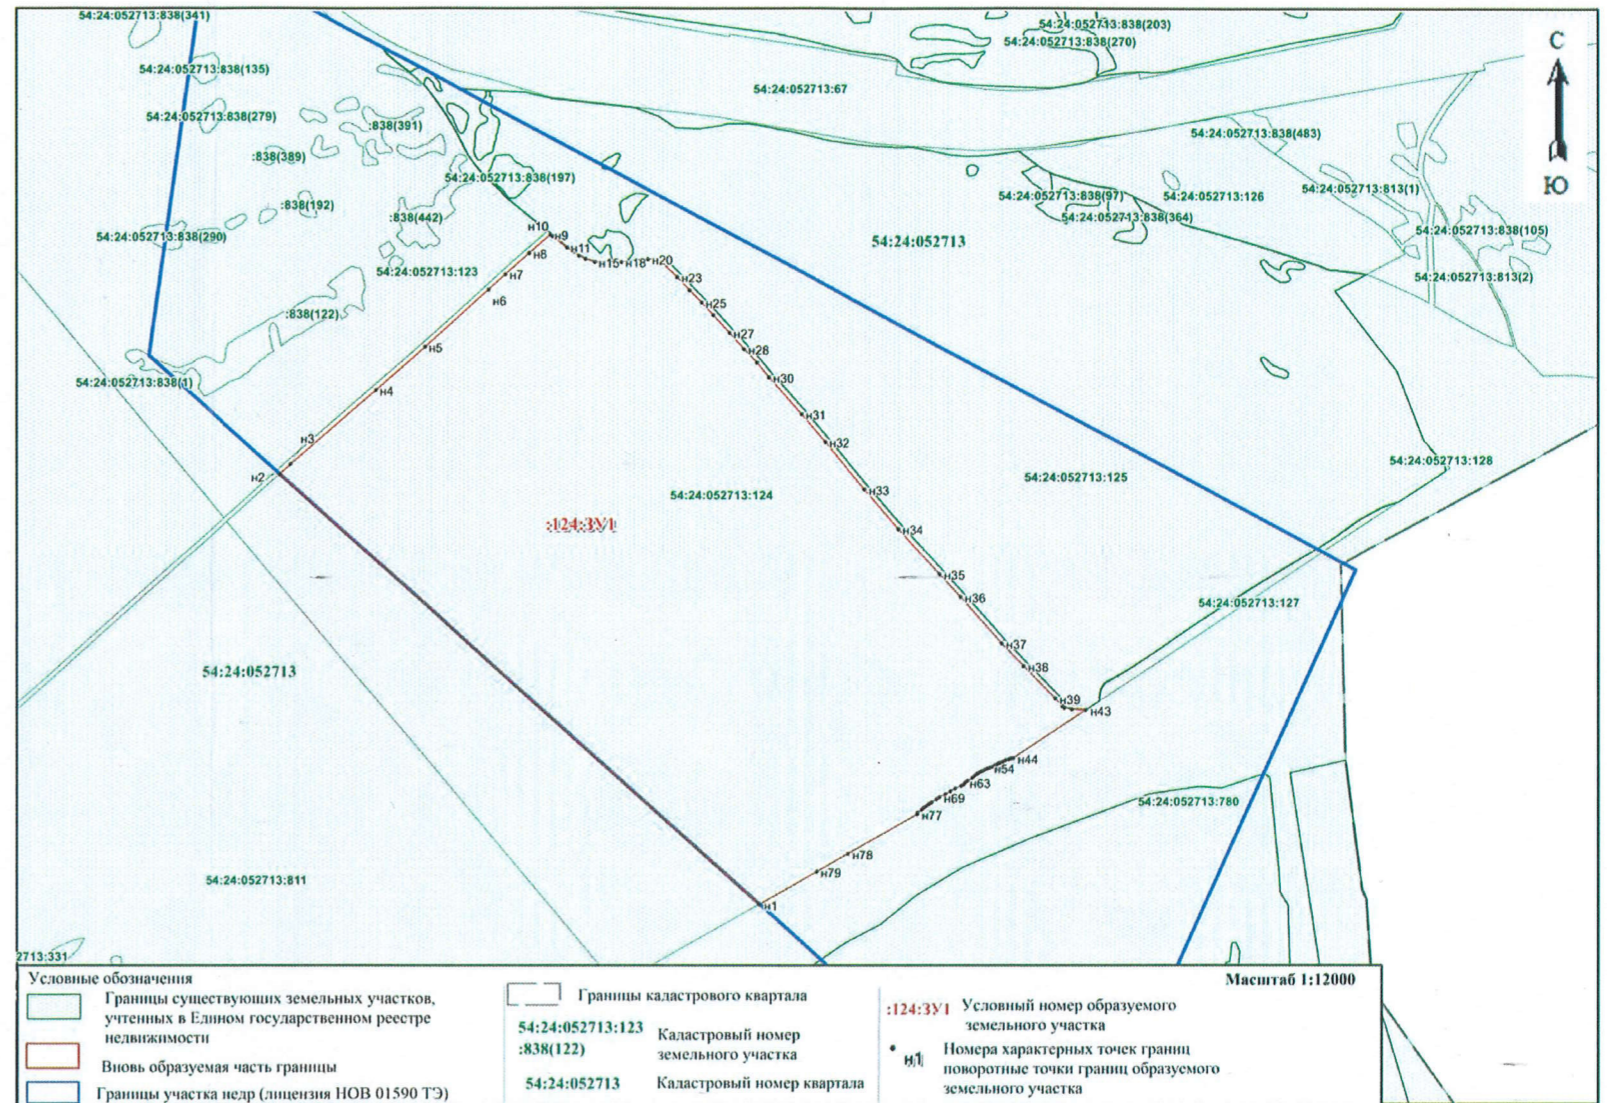 54:24:052713:838(341)
54:24:052713:838(203)
54:24:052713:838(270)
С
54:24:052713:838(135)
54:24:052713:67
54:24:052713:838(279)
:838(391)
54:24:052713:838(483)
:838(389)
54:24:052713:838(197)
Ю
54:24:052713:813(1)
54:24:052713:838(97)
54:24:052713:126
:838(192)
:838(442)
54:24:052713:838(364)
54:24:052713:838(290)
54:24:052713:838(105)
54:24:052713
54:24:052713:123
54:24:052713:813(2)
:838(122)
54:24:052713:838(1)
н10
н9
н8
н11
н7
н15
н18
н20
н6
н23
н25
н27
н5
н28
н30
н4
н31
н3
н32
н2
54:24:052713:128
54:24:052713:125
н33
54:24:052713:124
:124:ЗУ1
н34
н35
н36
54:24:052713:127
н37
н38
54:24:052713
н39
н43
н44
н54
н63
н69
54:24:052713:780
н77
н78
н79
54:24:052713:811
н1
2713:331
Условные обозначения
Границы существующих земельных участков,
учтенных в Едином государственном реестре
недвижимости
Вновь образуемая часть границы
Границы участка недр (лицензия НОВ 01590 ТЭ)
Границы кадастрового квартала
54:24:052713:123
:838(122)
Кадастровый номер
земельного участка
54:24:052713 Кадастровый номер квартала
Масштаб 1:12000
:124:ЗУ1 Условный номер образуемого
земельного участка
н1 Номера характерных точек границ
поворотные точки границ образуемого
земельного участка